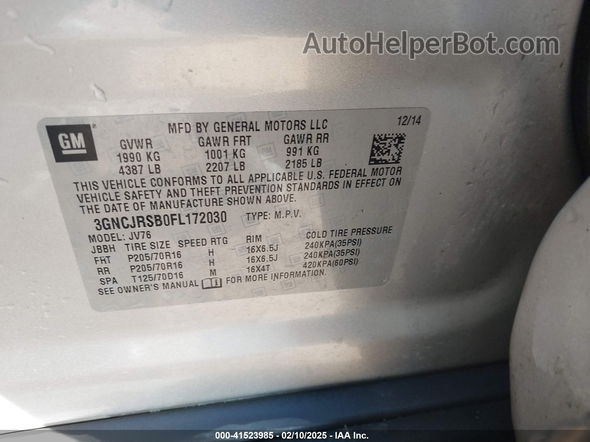 AutoHelperBot.com
GM
MFD BY GENERAL MOTORS LLC 12/14
GVWR GAWR FRT GAWR RR
1990 KG 1001 KG 991 KG
4387 LB 2207 LB 2185 LB
THIS VEHICLE CONFORMS TO ALL APPLICABLE U.S. FEDERAL MOTOR
VEHICLE SAFETY AND THEFT PREVENTION STANDARDS IN EFFECT ON
THE DATE OF MANUFACTURE SHOWN ABOVE.
3GNCJRSB0FL172030 TYPE: M.P.V.
MODEL: JV76
JBBH TIRE SIZE SPEED RTG RIM COLD TIRE PRESSURE
FRT P205/70R16 H 16X6.5J 240KPA(35PSI)
RR P205/70R16 H 16X6.5J 240KPA(35PSI)
SPA T125/70D16 M 16X4T 420KPA(60PSI)
SEE OWNER'S MANUAL FOR MORE INFORMATION.
000-41523985 - 02/10/2025 - IAA Inc.